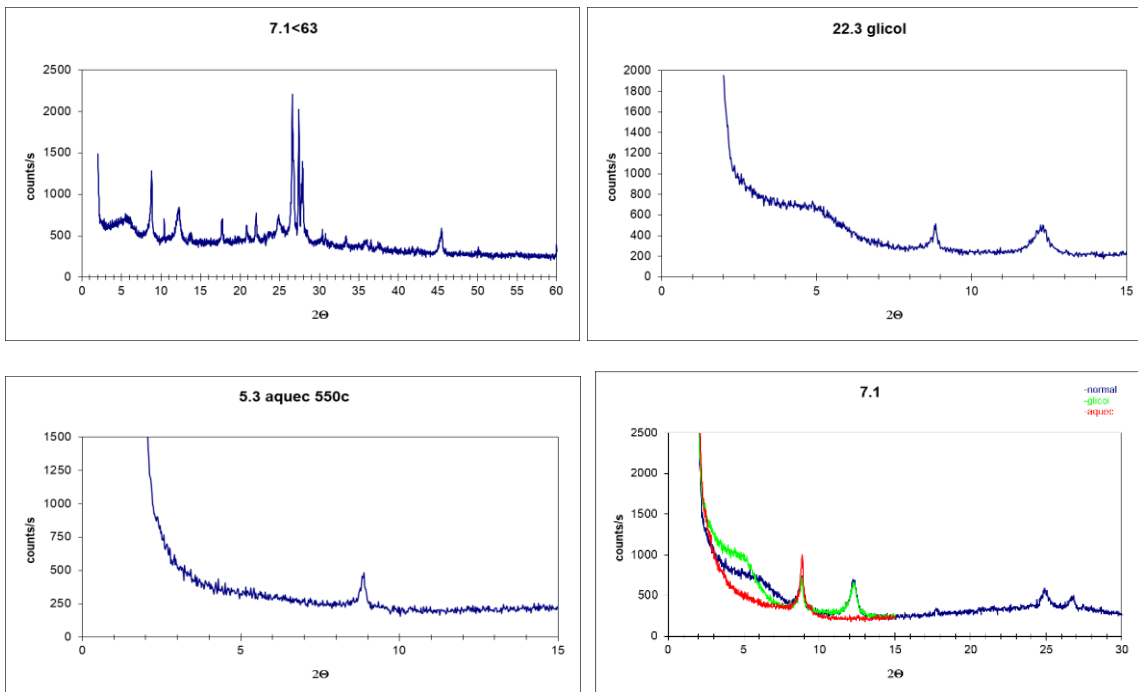 7.1<63
counts/s
2500
2000
1500
1000
500
0
0 5 10 15 20 25 30 35 40 45 50 55 60
2Θ
22.3 glicol
counts/s
2000
1800
1600
1400
1200
1000
800
600
400
200
0
0 5 10 15
2Θ
5.3 aquec 550c
counts/s
1500
1250
1000
750
500
250
0
0 5 10 15
2Θ
7.1
-normal
-glicol
-aquec
counts/s
2500
2000
1500
1000
500
0
0 5 10 15 20 25 30
2Θ